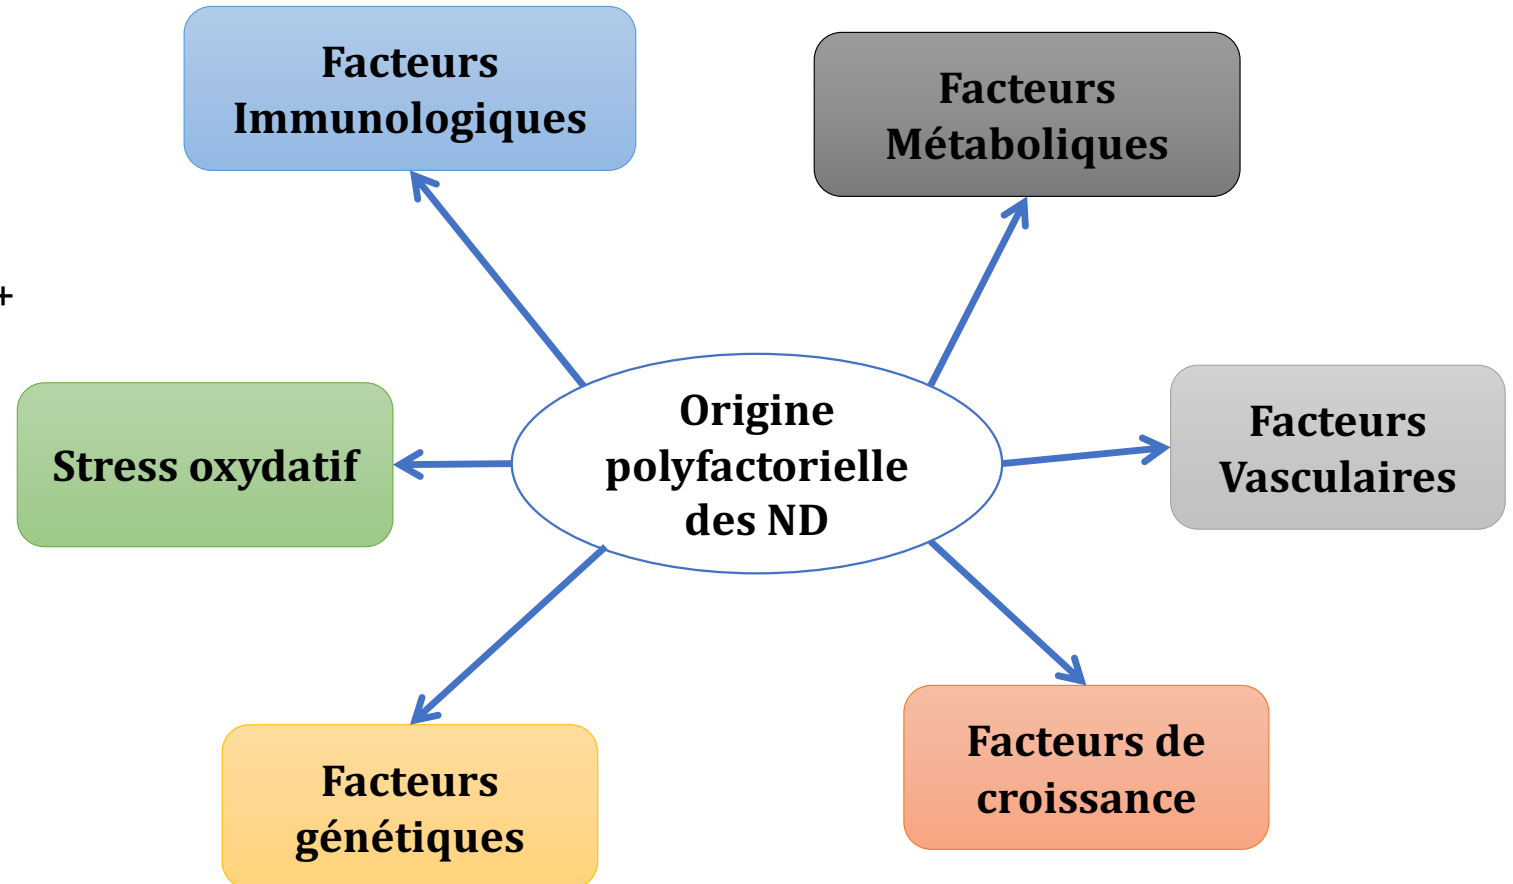 Facteurs
Immunologiques
Facteurs
Métaboliques
+
Stress oxydatif
Origine
polyfactorielle
des ND
Facteurs
Vasculaires
Facteurs
génétiques
Facteurs de
croissance